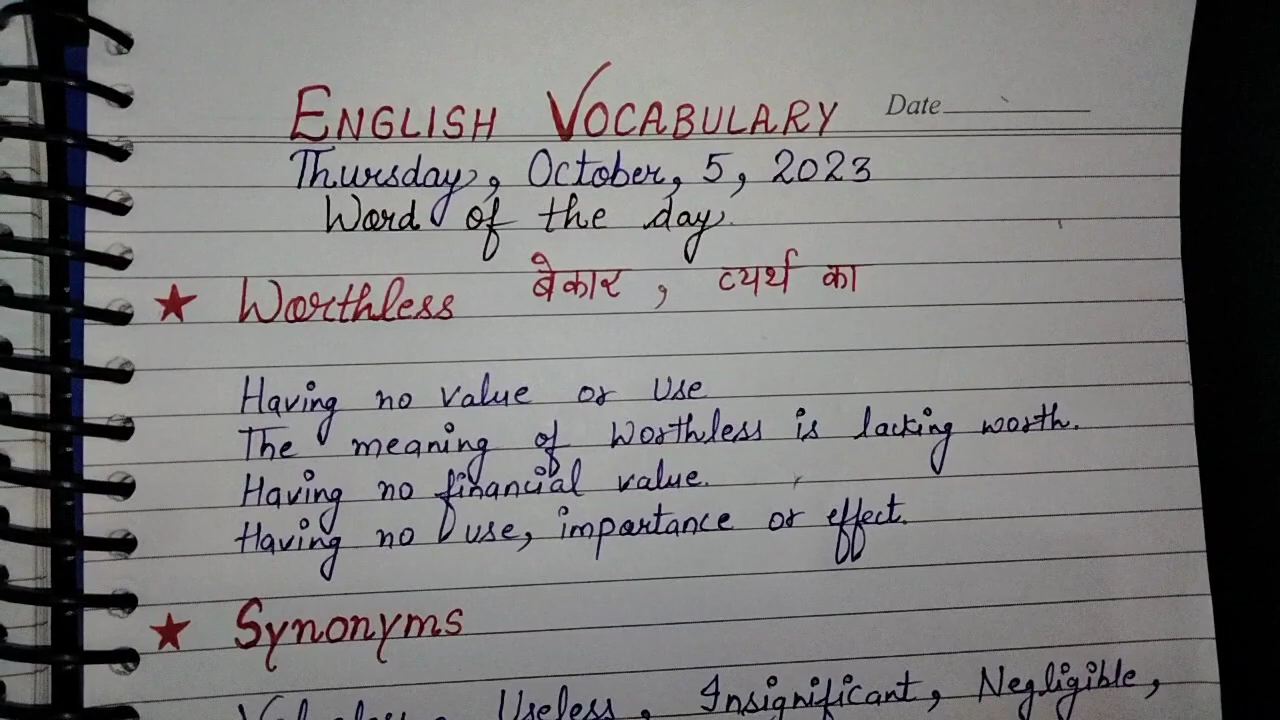 ENGLISH VOCABULARY Date
Thursday, October, 5, 2023
Word of the day.
★ Worthless बेकार, व्यर्थ का
Having no value or use
The meaning of worthless is lacking worth.
Having no financial value.
Having no use, importance or effect.
★ Synonyms
Useless, Insignificant, Negligible,